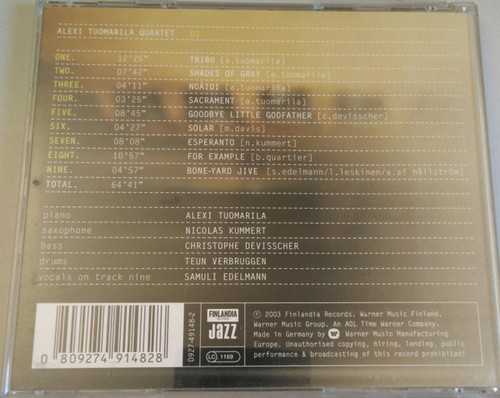 ALEXI TUOMARILA QUARTET 02
ONE. 12'25" TRIBU [a.tuomarila]
TWO. 07'42" SHADES OF GRAY [a.tuomarila]
THREE. 04'11" NOAIDI [a.tuomarila]
FOUR. 03'25" SACRAMENT [a.tuomarila]
FIVE. 08'45" GOODBYE LITTLE GODFATHER [c.devisscher]
SIX. 04'27" SOLAR [m.davis]
SEVEN. 08'08" ESPERANTO [n.kummert]
EIGHT. 10'57" FOR EXAMPLE [b.quartier]
NINE. 04'57" BONE-YARD JIVE [s.edelmann/l.leskinen/a.af hällström]
TOTAL. 64'41"
piano ALEXI TUOMARILA
saxophone NICOLAS KUMMERT
bass CHRISTOPHE DEVISSCHER
drums TEUN VERBRUGGEN
vocals on track nine SAMULI EDELMANN
0 809274 914828
0927-49148-2
FINLANDIA
JAZZ
LC 1169
℗ 2003 Finlandia Records. Warner Music Finland.
Warner Music Group. An AOL Time Warner Company.
Made in Germany by Warner Music Manufacturing
Europe. Unauthorised copying, hiring, lending, public
performance & broadcasting of this record prohibited!